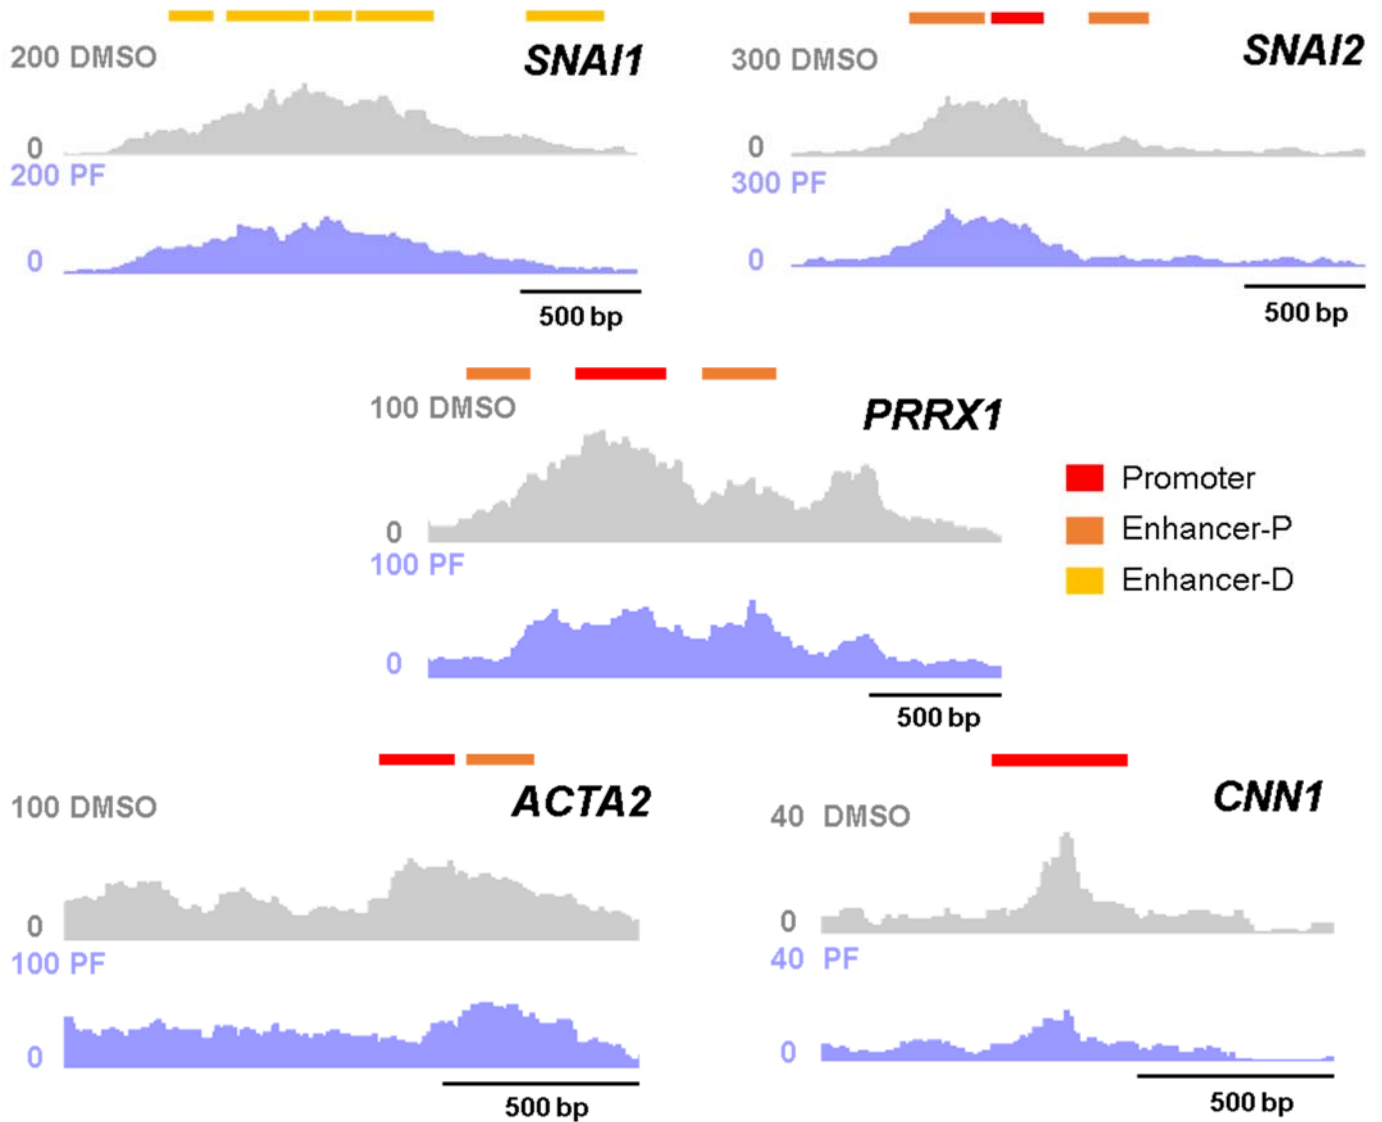 200 DMSO
SNAI1
0
200 PF
0
500 bp
300 DMSO
SNAI2
0
300 PF
0
500 bp
100 DMSO
PRRX1
0
100 PF
0
500 bp
Promoter
Enhancer-P
Enhancer-D
100 DMSO
ACTA2
0
100 PF
0
500 bp
40 DMSO
CNN1
0
40 PF
0
500 bp